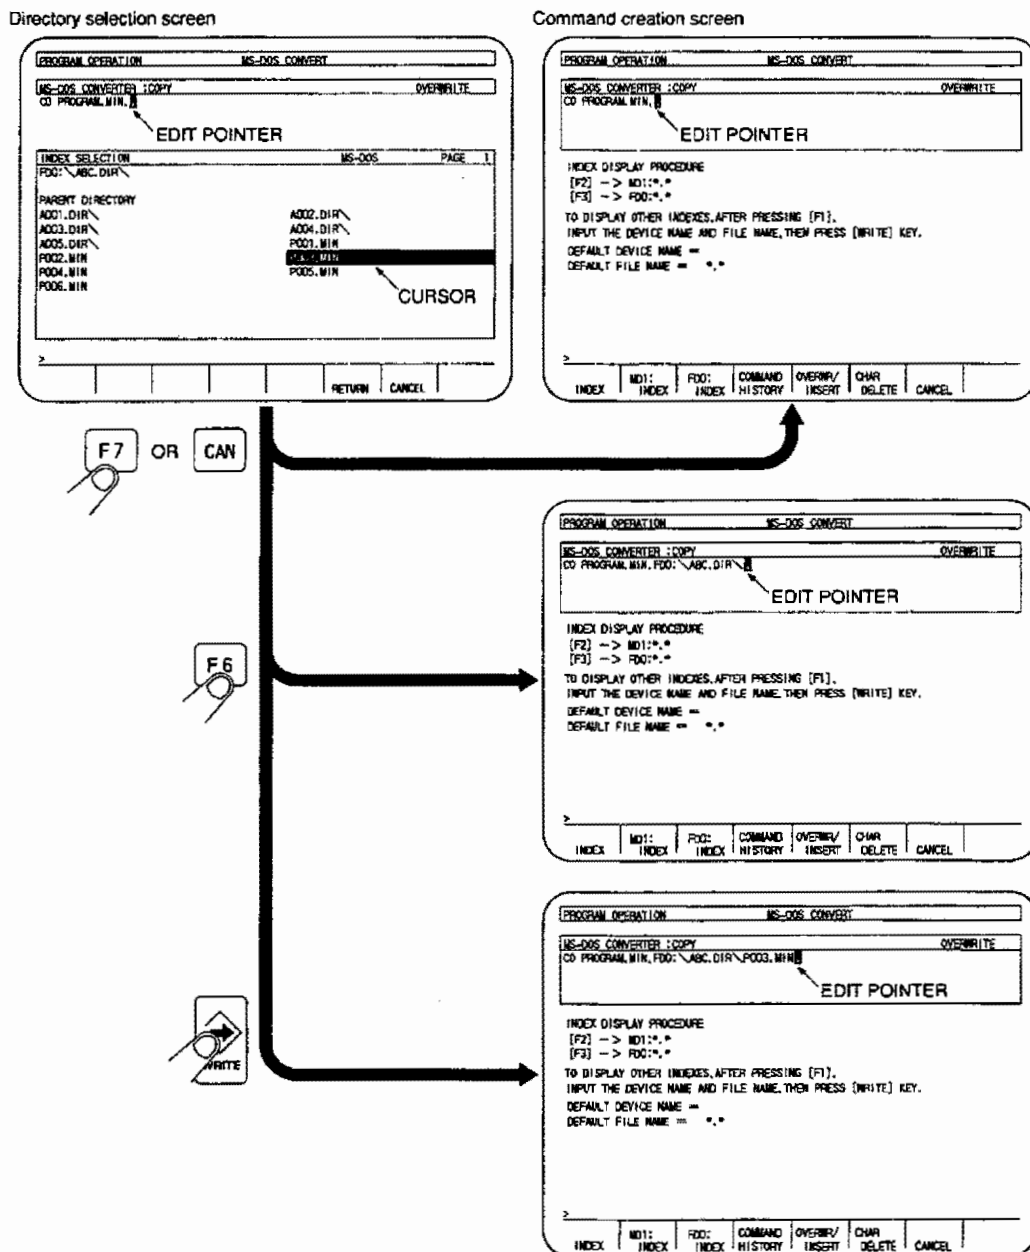 Directory selection screen
PROGRAM OPERATION MS-DOS CONVERT
MS-DOS CONVERTER :COPY OVERWRITE
CO PROGRAM.MIN,
EDIT POINTER
INDEX SELECTION MS-DOS PAGE 1
FD0:\ABC.DIR\
PARENT DIRECTORY
A001.DIR\ A002.DIR\
A003.DIR\ A004.DIR\
A005.DIR\ P001.MIN
P002.MIN P003.MIN
P004.MIN P005.MIN
P006.MIN
CURSOR
>
RETURN CANCEL
Command creation screen
PROGRAM OPERATION MS-DOS CONVERT
MS-DOS CONVERTER :COPY OVERWRITE
CO PROGRAM.MIN,
EDIT POINTER
INDEX DISPLAY PROCEDURE
[F2] -> MD1:*.*
[F3] -> FD0:*.*
TO DISPLAY OTHER INDEXES,AFTER PRESSING [F1],
INPUT THE DEVICE NAME AND FILE NAME,THEN PRESS [WRITE] KEY.
DEFAULT DEVICE NAME =
DEFAULT FILE NAME = *.*
>
INDEX MD1: INDEX FD0: INDEX COMMAND HISTORY OVERWR/ INSERT CHAR DELETE CANCEL
F7 OR CAN
PROGRAM OPERATION MS-DOS CONVERT
MS-DOS CONVERTER :COPY OVERWRITE
CO PROGRAM.MIN,FD0:\ABC.DIR\
EDIT POINTER
INDEX DISPLAY PROCEDURE
[F2] -> MD1:*.*
[F3] -> FD0:*.*
TO DISPLAY OTHER INDEXES,AFTER PRESSING [F1],
INPUT THE DEVICE NAME AND FILE NAME,THEN PRESS [WRITE] KEY.
DEFAULT DEVICE NAME =
DEFAULT FILE NAME = *.*
>
INDEX MD1: INDEX FD0: INDEX COMMAND HISTORY OVERWR/ INSERT CHAR DELETE CANCEL
F6
PROGRAM OPERATION MS-DOS CONVERT
MS-DOS CONVERTER :COPY OVERWRITE
CO PROGRAM.MIN,FD0:\ABC.DIR\P003.MIN
EDIT POINTER
INDEX DISPLAY PROCEDURE
[F2] -> MD1:*.*
[F3] -> FD0:*.*
TO DISPLAY OTHER INDEXES,AFTER PRESSING [F1],
INPUT THE DEVICE NAME AND FILE NAME,THEN PRESS [WRITE] KEY.
DEFAULT DEVICE NAME =
DEFAULT FILE NAME = *.*
>
INDEX MD1: INDEX FD0: INDEX COMMAND HISTORY OVERWR/ INSERT CHAR DELETE CANCEL
WRITE